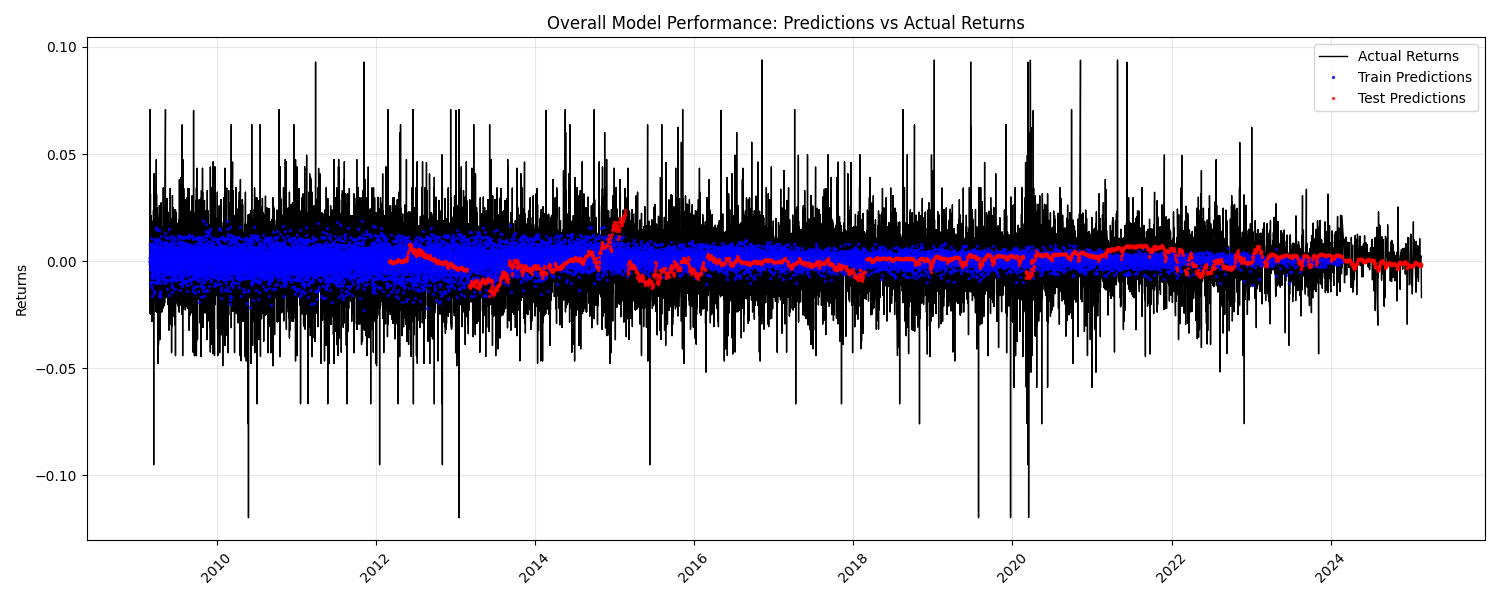 Overall Model Performance: Predictions vs Actual Returns
Actual Returns
Train Predictions
Test Predictions
Returns
0.10
0.05
0.00
−0.05
−0.10
2010
2012
2014
2016
2018
2020
2022
2024